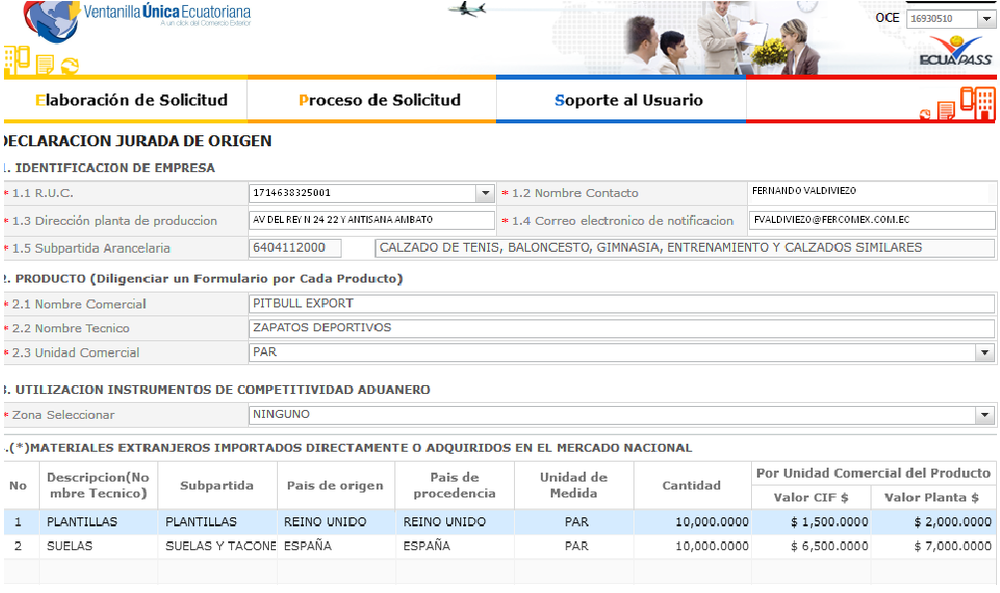 Ventanilla Única Ecuatoriana
A un click del Comercio Exterior
OCE 16930510
ECUAPASS
Elaboración de Solicitud Proceso de Solicitud Soporte al Usuario
DECLARACION JURADA DE ORIGEN
1. IDENTIFICACION DE EMPRESA
* 1.1 R.U.C. 1714638325001 * 1.2 Nombre Contacto FERNANDO VALDIVIEZO
* 1.3 Dirección planta de produccion AV DEL REY N 24 22 Y ANTISANA AMBATO * 1.4 Correo electronico de notificacion FVALDIVIEZO@FERCOMEX.COM.EC
* 1.5 Subpartida Arancelaria 6404112000 CALZADO DE TENIS, BALONCESTO, GIMNASIA, ENTRENAMIENTO Y CALZADOS SIMILARES
2. PRODUCTO (Diligenciar un Formulario por Cada Producto)
* 2.1 Nombre Comercial PITBULL EXPORT
* 2.2 Nombre Tecnico ZAPATOS DEPORTIVOS
* 2.3 Unidad Comercial PAR
3. UTILIZACION INSTRUMENTOS DE COMPETITIVIDAD ADUANERO
* Zona Seleccionar NINGUNO
.(*)MATERIALES EXTRANJEROS IMPORTADOS DIRECTAMENTE O ADQUIRIDOS EN EL MERCADO NACIONAL
No Descripcion(No mbre Tecnico) Subpartida Pais de origen Pais de procedencia Unidad de Medida Cantidad Por Unidad Comercial del Producto
Valor CIF $ Valor Planta $
1 PLANTILLAS PLANTILLAS REINO UNIDO REINO UNIDO PAR 10,000.0000 $ 1,500.0000 $ 2,000.0000
2 SUELAS SUELAS Y TACONE ESPAÑA ESPAÑA PAR 10,000.0000 $ 6,500.0000 $ 7,000.0000